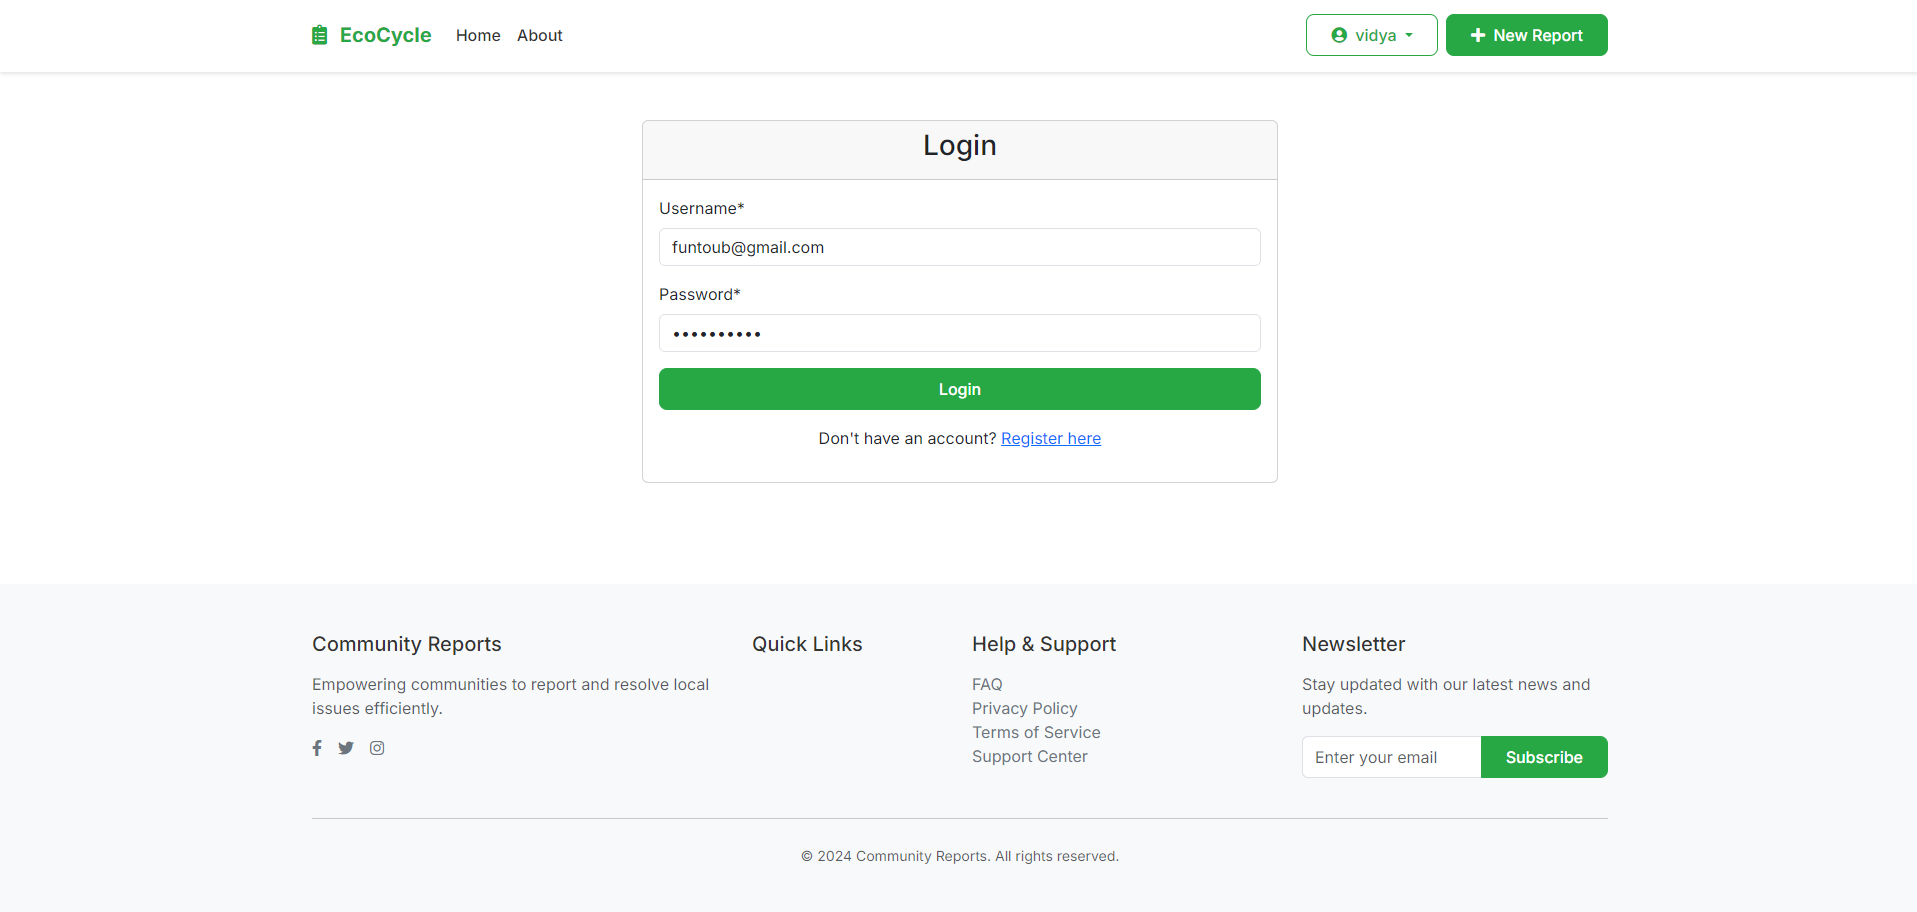 EcoCycle Home About vidya New Report
Login
Username*
funtoub@gmail.com
Password*
••••••••••
Login
Don't have an account? Register here
Community Reports
Empowering communities to report and resolve local
issues efficiently.
Quick Links
Help & Support
FAQ
Privacy Policy
Terms of Service
Support Center
Newsletter
Stay updated with our latest news and
updates.
Enter your email Subscribe
© 2024 Community Reports. All rights reserved.